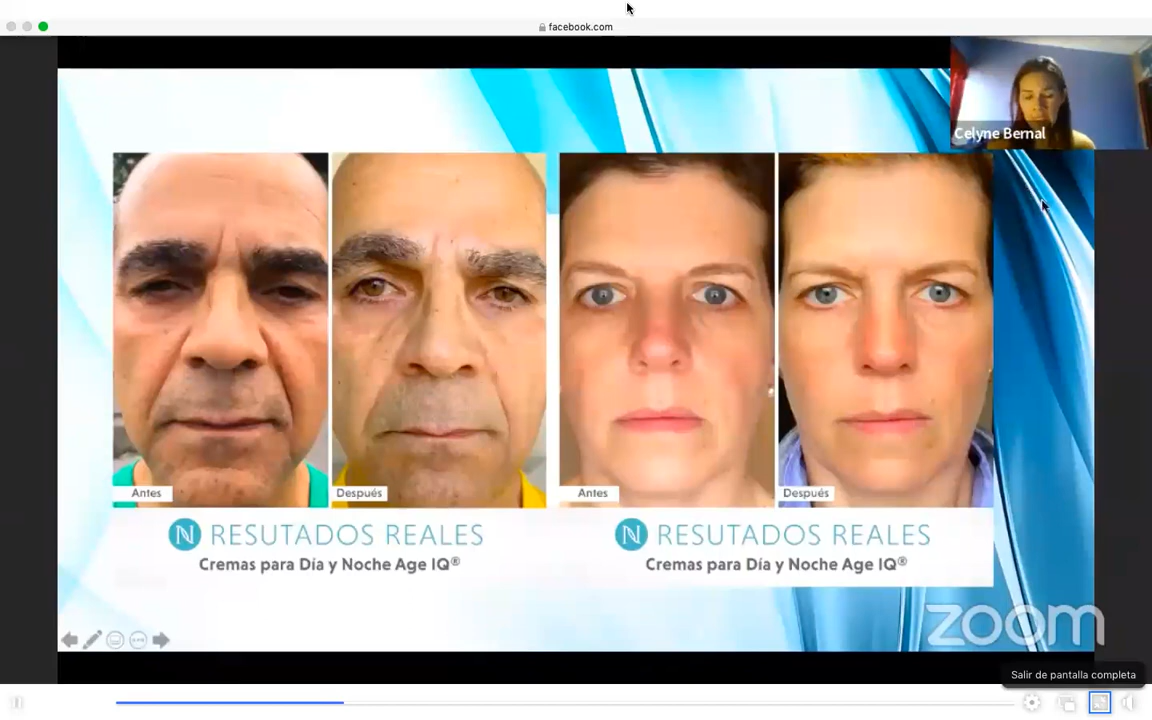 facebook.com
Celyne Bernal
Antes
Después
Antes
Después
N RESUTADOS REALES
Cremas para Día y Noche Age IQ®
N RESUTADOS REALES
Cremas para Día y Noche Age IQ®
zoom
Salir de pantalla completa